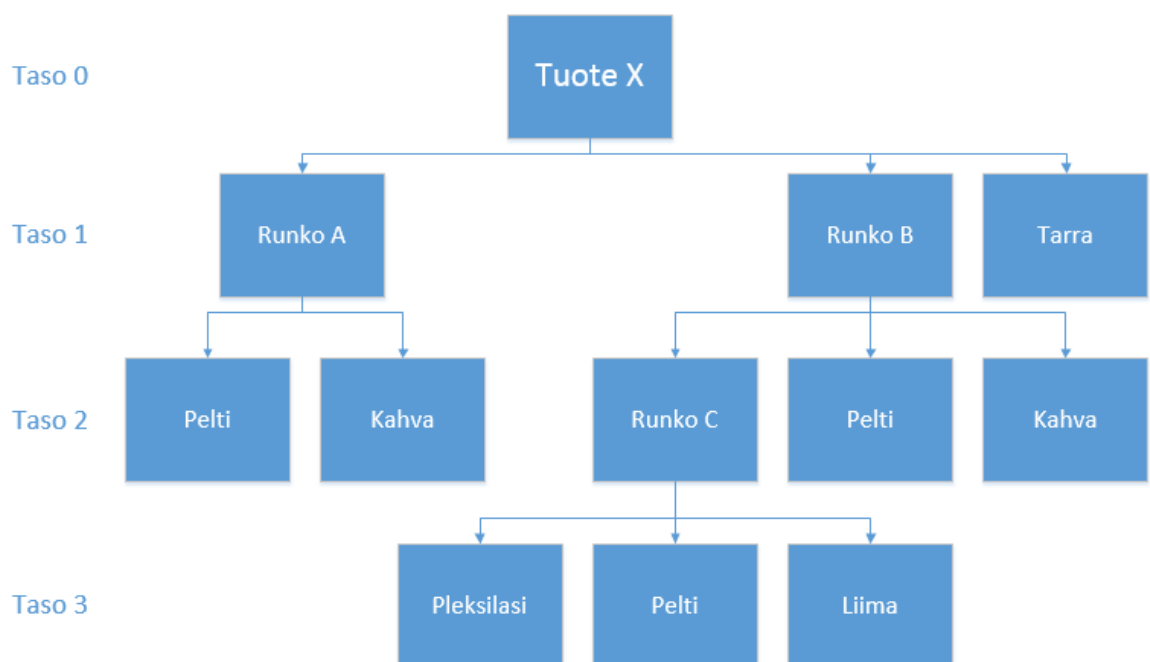 Taso 0
Tuote X
Taso 1
Runko A
Runko B
Tarra
Taso 2
Pelti
Kahva
Runko C
Pelti
Kahva
Taso 3
Pleksilasi
Pelti
Liima